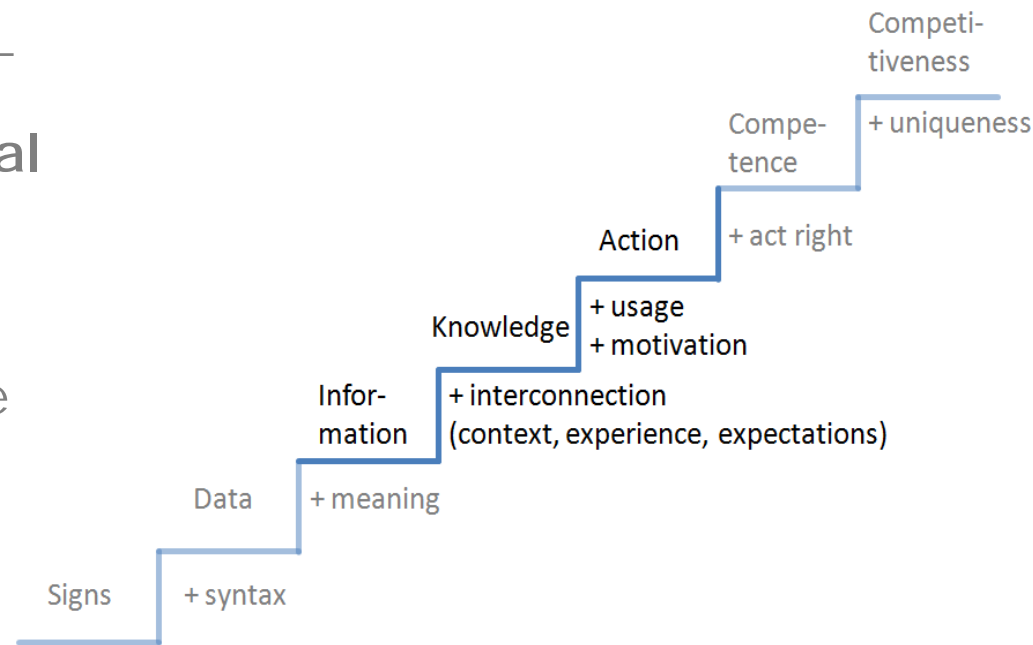 Competi-
tiveness
+ uniqueness
Compe-
tence
+ act right
Action
+ usage
+ motivation
Knowledge
+ interconnection
(context, experience, expectations)
Infor-
mation
+ meaning
Data
+ syntax
Signs